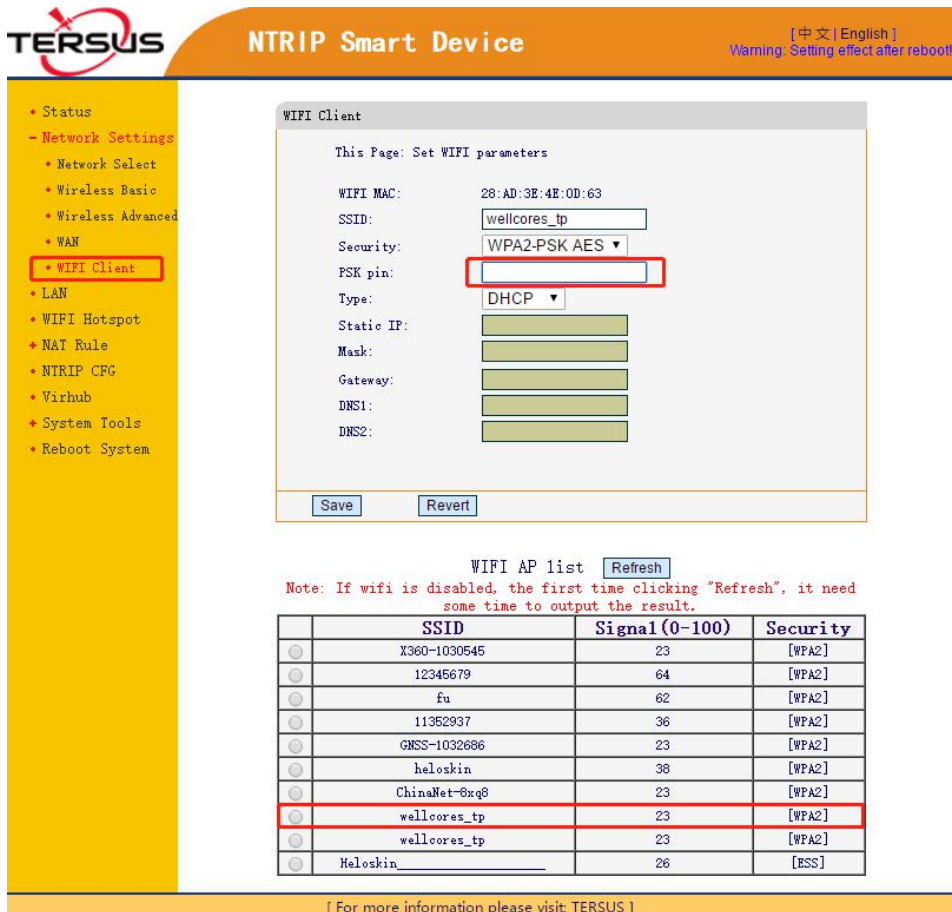 TERSUS
NTRIP Smart Device
[ 中文 | English ]
Warning: Setting effect after reboot!
Status
Network Settings
Network Select
Wireless Basic
Wireless Advanced
WAN
WIFI Client
LAN
WIFI Hotspot
NAT Rule
NTRIP CFG
Virhub
System Tools
Reboot System
WIFI Client
This Page: Set WIFI parameters
WIFI MAC: 28:AD:3E:4E:0D:63
SSID: wellcores_tp
Security: WPA2-PSK AES
PSK pin:
Type: DHCP
Static IP:
Mask:
Gateway:
DNS1:
DNS2:
Save Revert
WIFI AP list Refresh
Note: If wifi is disabled, the first time clicking "Refresh", it need
some time to output the result.
SSID Signal(0-100) Security
X360-1030545 23 [WPA2]
12345679 64 [WPA2]
fu 62 [WPA2]
11352937 36 [WPA2]
GNSS-1032686 23 [WPA2]
heloskin 38 [WPA2]
ChinaNet-8xq8 23 [WPA2]
wellcores_tp 23 [WPA2]
wellcores_tp 23 [WPA2]
Heloskin____________________ 26 [ESS]
[ For more information please visit: TERSUS ]